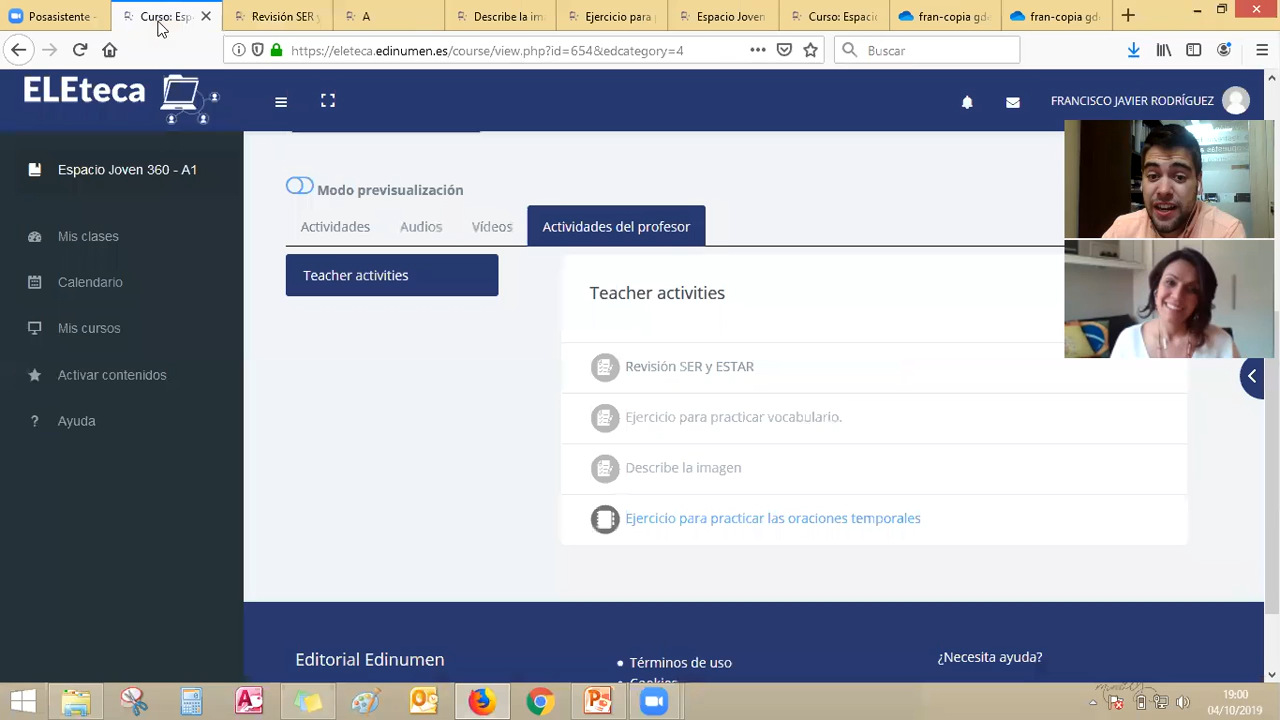 Posasistente
Curso: Esp
Revisión SER y
A
Describe la im
Ejercicio para p
Espacio Joven
Curso: Espacio
fran-copia gd
fran-copia gd
https://eleteca.edinumen.es/course/view.php?id=654&edcategory=4
Buscar
ELEteca
FRANCISCO JAVIER RODRÍGUEZ
Espacio Joven 360 - A1
Mis clases
Calendario
Mis cursos
Activar contenidos
? Ayuda
Modo previsualización
Actividades
Audios
Vídeos
Actividades del profesor
Teacher activities
Teacher activities
Revisión SER y ESTAR
Ejercicio para practicar vocabulario.
Describe la imagen
Ejercicio para practicar las oraciones temporales
Editorial Edinumen
Términos de uso
¿Necesita ayuda?
19:00
04/10/2019